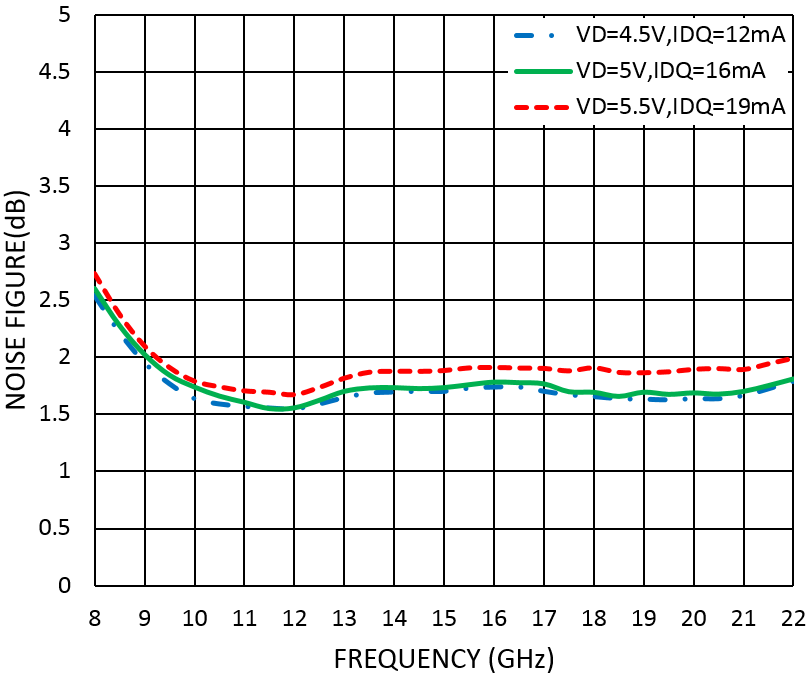 VD=4.5V,IDQ=12mA
VD=5V,IDQ=16mA
VD=5.5V,IDQ=19mA
NOISE FIGURE(dB)
5
4.5
4
3.5
3
2.5
2
1.5
1
0.5
0
8 9 10 11 12 13 14 15 16 17 18 19 20 21 22
FREQUENCY (GHz)